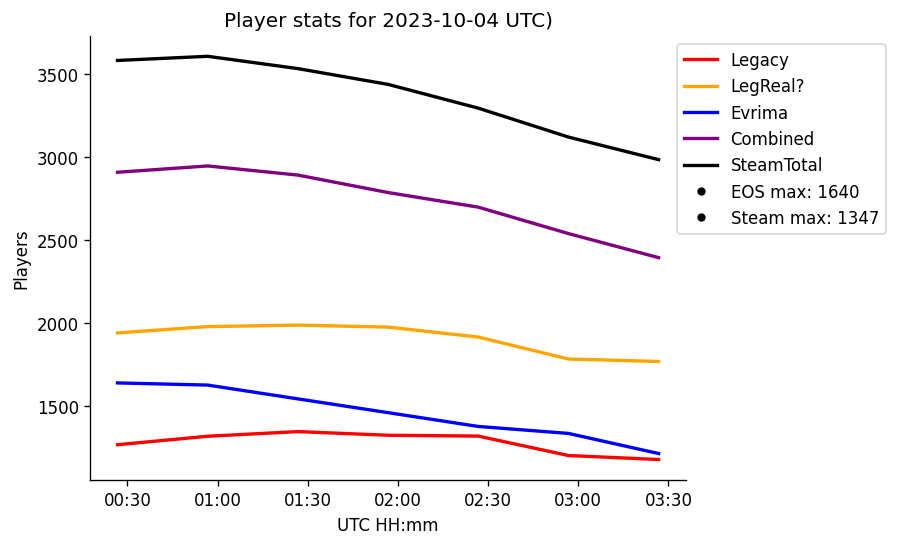 Player stats for 2023-10-04 UTC)
Legacy
LegReal?
Evrima
Combined
SteamTotal
EOS max: 1640
Steam max: 1347
Players
3500
3000
2500
2000
1500
00:30 01:00 01:30 02:00 02:30 03:00 03:30
UTC HH:mm